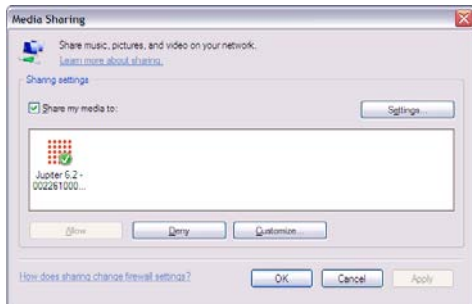 Media Sharing
Share music, pictures, and video on your network.
Learn more about sharing.
Sharing settings
Share my media to:
Settings...
Jupiter 6.2 -
002261000...
Allow
Deny
Customize...
How does sharing change firewall settings?
OK
Cancel
Apply